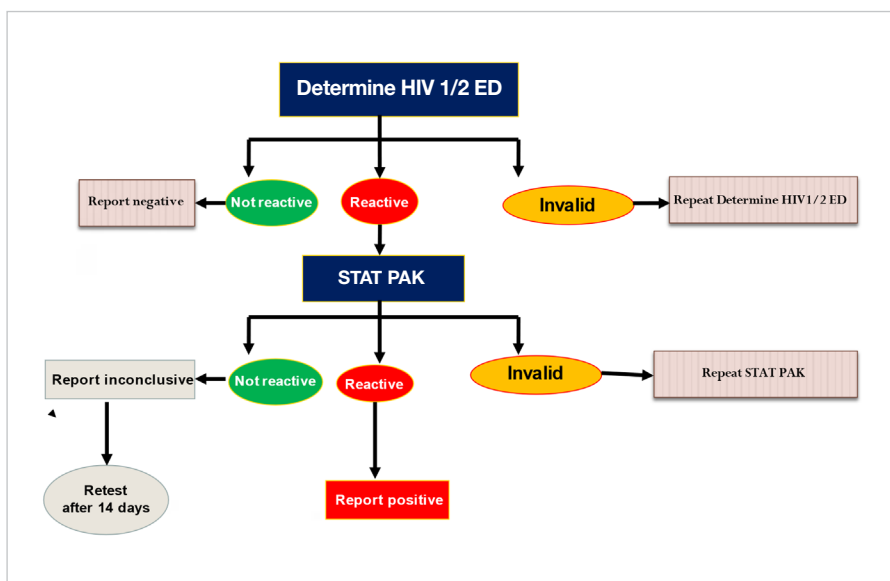 Determine HIV 1/2 ED
Report negative
Not reactive
Reactive
Invalid
Repeat Determine HIV1/2 ED
STAT PAK
Report inconclusive
Not reactive
Reactive
Invalid
Repeat STAT PAK
Retest
after 14 days
Report positive